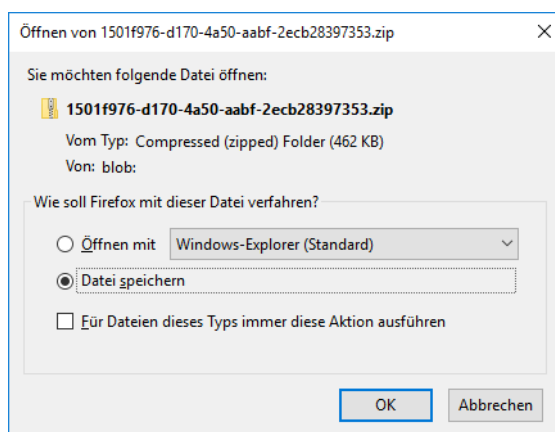 Öffnen von 1501f976-d170-4a50-aabf-2ecb28397353.zip
Sie möchten folgende Datei öffnen:
1501f976-d170-4a50-aabf-2ecb28397353.zip
Vom Typ: Compressed (zipped) Folder (462 KB)
Von: blob:
Wie soll Firefox mit dieser Datei verfahren?
Öffnen mit Windows-Explorer (Standard)
Datei speichern
Für Dateien dieses Typs immer diese Aktion ausführen
OK Abbrechen